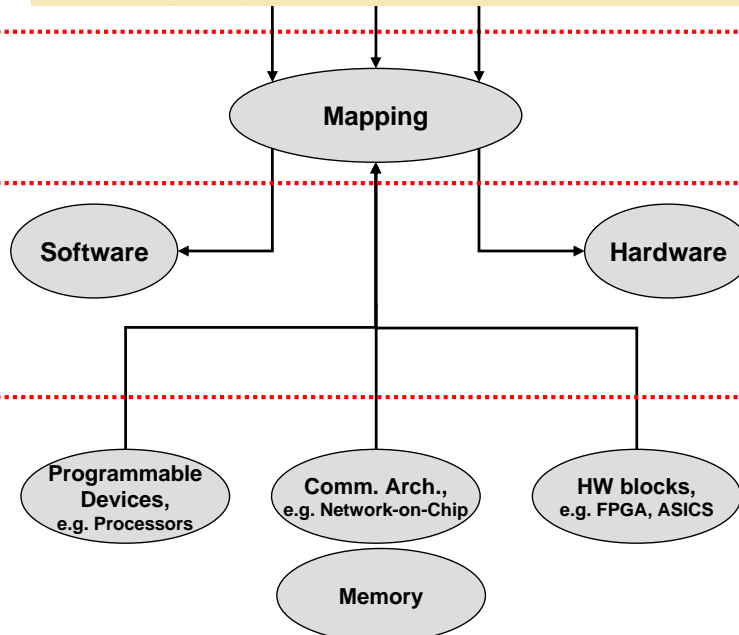 Mapping
Software
Hardware
Programmable
Devices,
e.g. Processors
Comm. Arch.,
e.g. Network-on-Chip
HW blocks,
e.g. FPGA, ASICS
Memory